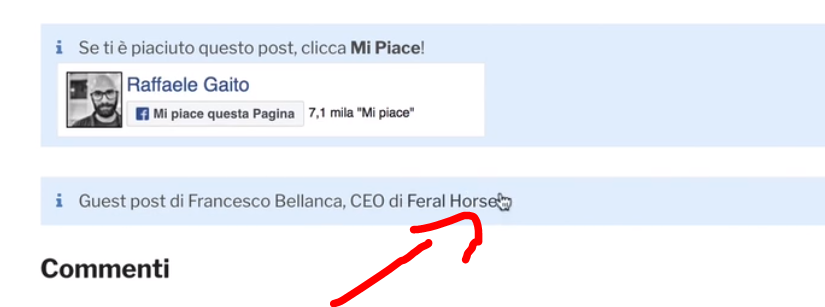 Se ti è piaciuto questo post, clicca Mi Piace!
Raffaele Gaito
Mi piace questa Pagina 7,1 mila "Mi piace"
Guest post di Francesco Bellanca, CEO di Feral Horses
Commenti